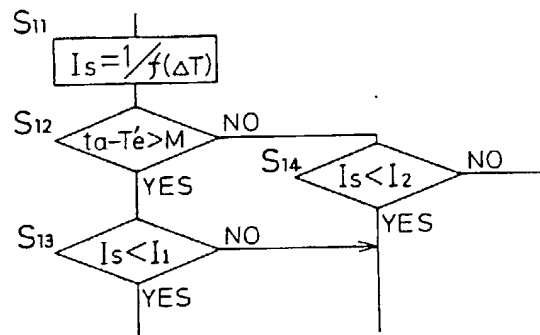 S11
Is=1/f(ΔT)
S12
ta-T'e>M
NO
YES
S14
Is<I2
NO
YES
S13
Is<I1
NO
YES